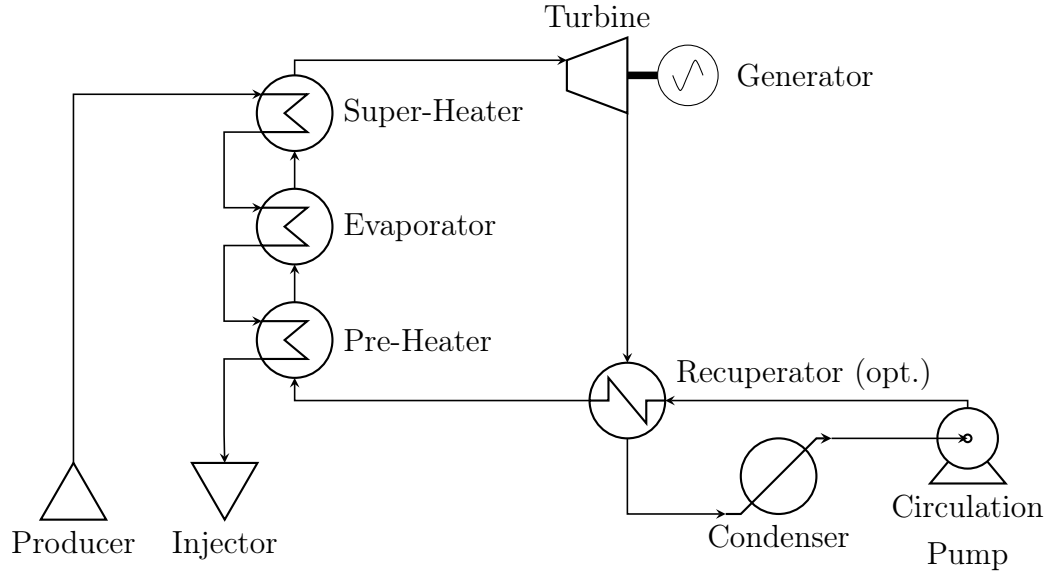 Turbine
Generator
Super-Heater
Evaporator
Pre-Heater
Recuperator (opt.)
Circulation
Pump
Condenser
Producer
Injector